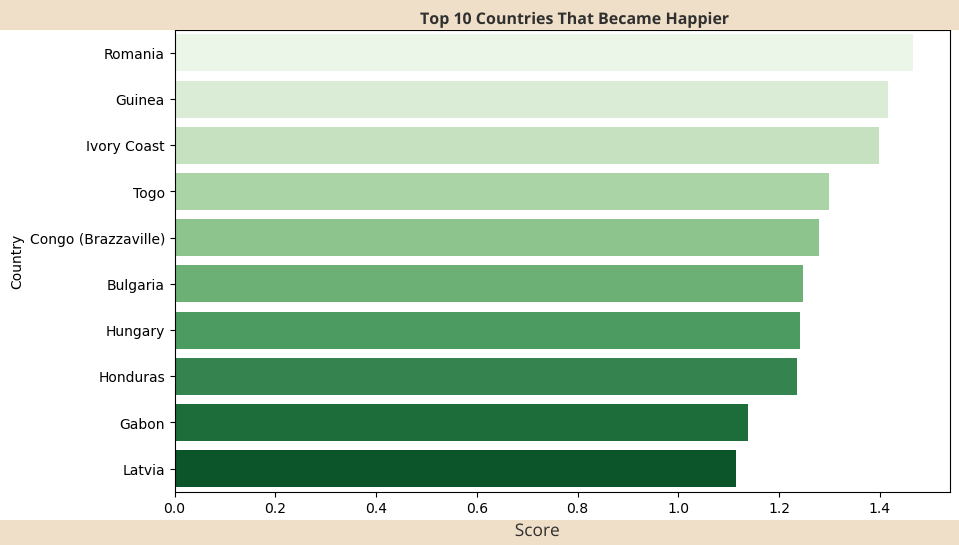 Top 10 Countries That Became Happier
Romania
Guinea
Ivory Coast
Togo
Congo (Brazzaville)
Bulgaria
Hungary
Honduras
Gabon
Latvia
Country
0.0 0.2 0.4 0.6 0.8 1.0 1.2 1.4
Score